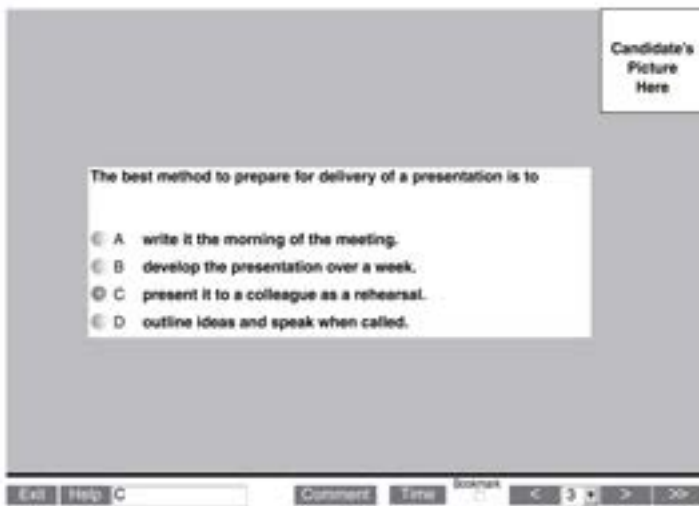 Candidate's
Picture
Here
The best method to prepare for delivery of a presentation is to
A write it the morning of the meeting.
B develop the presentation over a week.
C present it to a colleague as a rehearsal.
D outline ideas and speak when called.
Exit Help C Comment Time Bookmark < 3 > >>